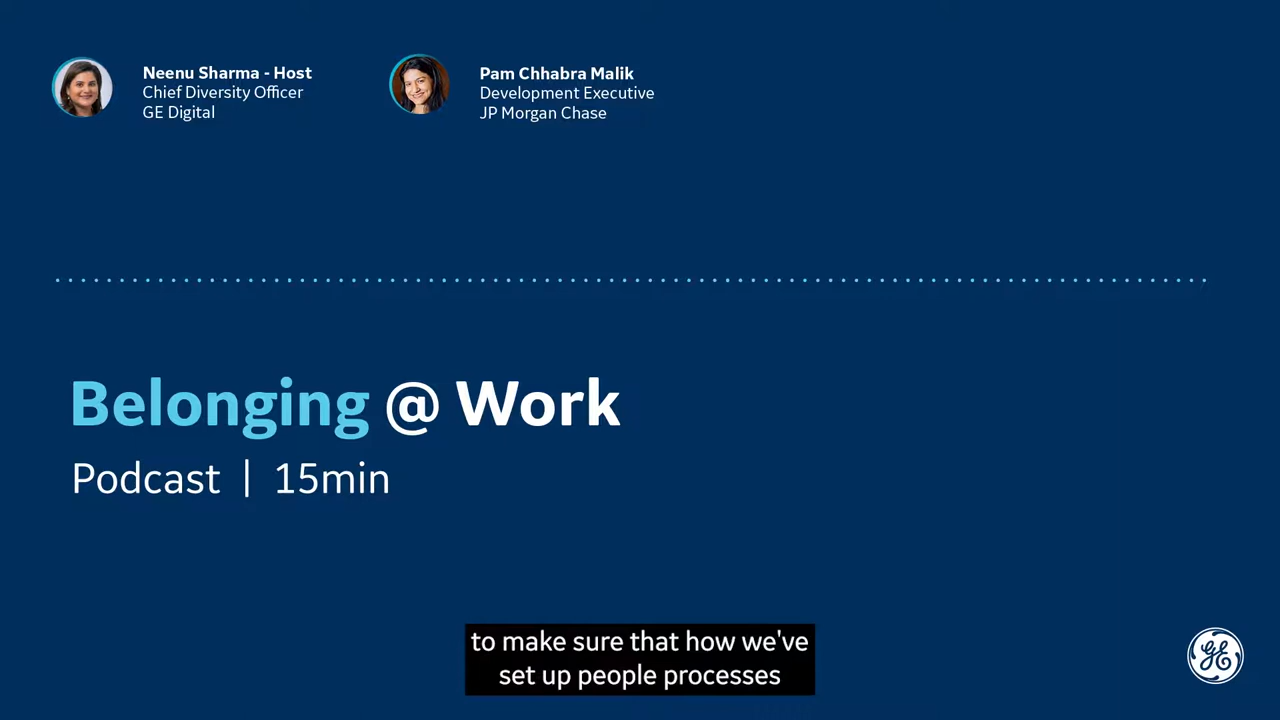 Neenu Sharma - Host
Chief Diversity Officer
GE Digital
Pam Chhabra Malik
Development Executive
JP Morgan Chase
Belonging @ Work
Podcast | 15min
to make sure that how we've
set up people processes
GE